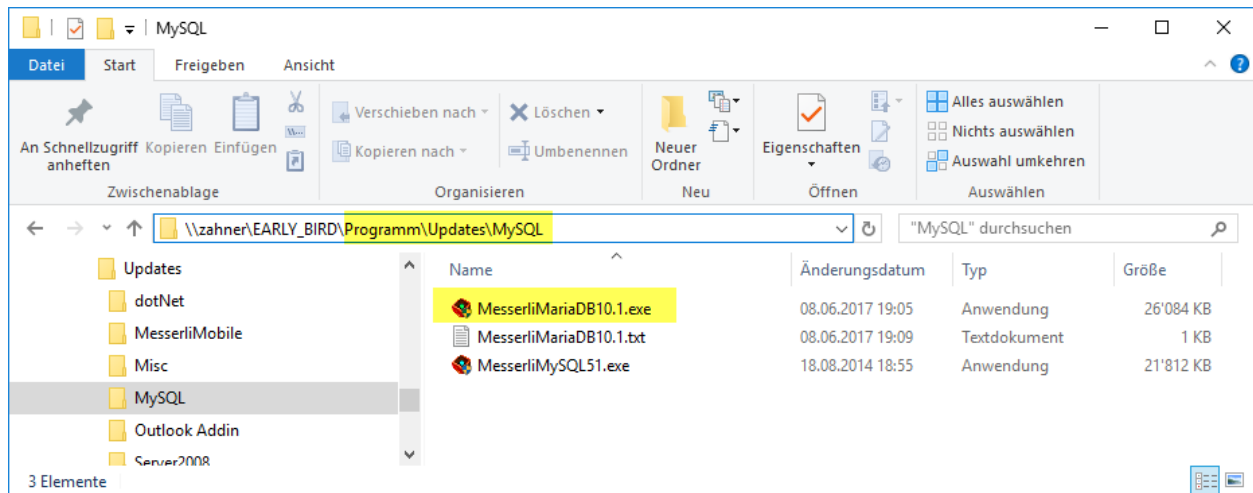 MySQL
Datei Start Freigeben Ansicht
An Schnellzugriff anheften
Kopieren
Einfügen
Zwischenablage
Verschieben nach
Kopieren nach
Löschen
Umbenennen
Organisieren
Neuer Ordner
Neu
Eigenschaften
Öffnen
Alles auswählen
Nichts auswählen
Auswahl umkehren
Auswählen
\\zahner\EARLY_BIRD\Programm\Updates\MySQL
"MySQL" durchsuchen
Updates
dotNet
MesserliMobile
Misc
MySQL
Outlook Addin
Server2008
Name Änderungsdatum Typ Größe
MesserliMariaDB10.1.exe 08.06.2017 19:05 Anwendung 26'084 KB
MesserliMariaDB10.1.txt 08.06.2017 19:09 Textdokument 1 KB
MesserliMySQL51.exe 18.08.2014 18:55 Anwendung 21'812 KB
3 Elemente